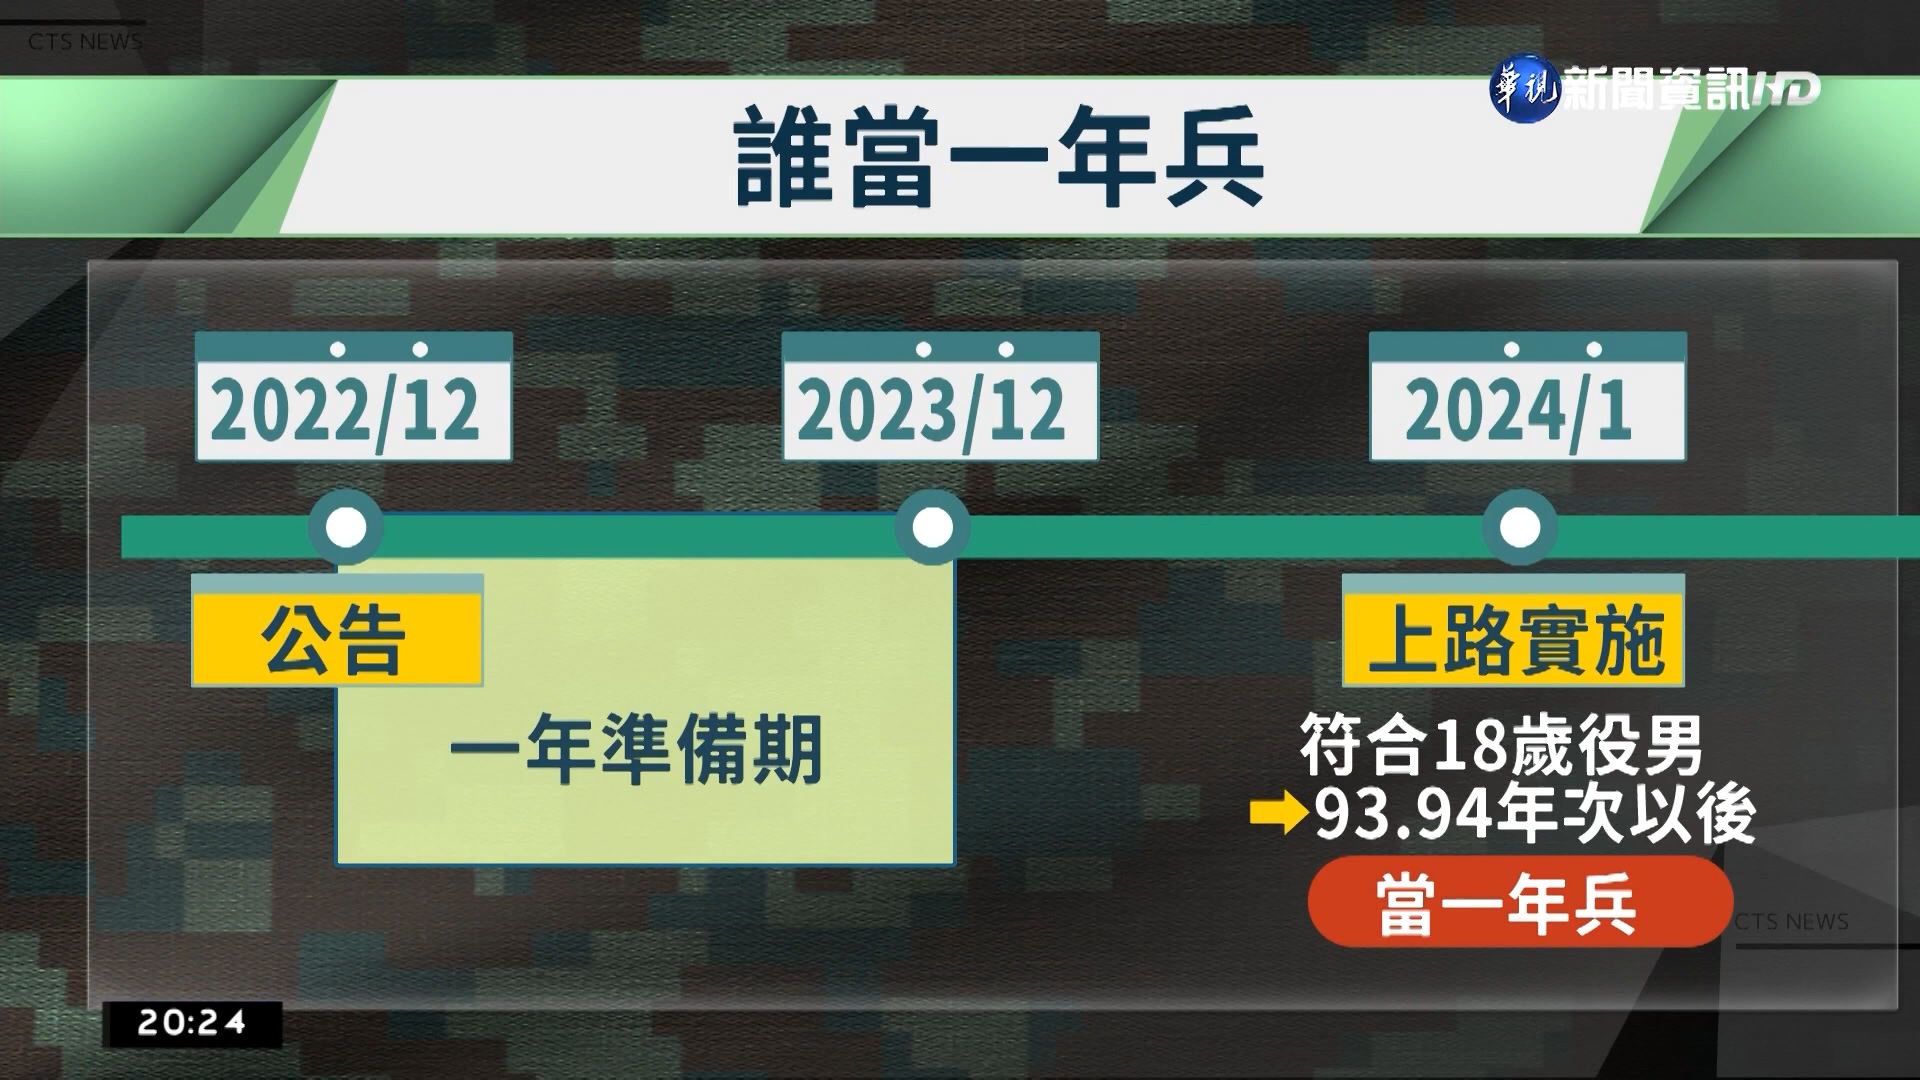 CTS NEWS
華視新聞資訊HD
誰當一年兵
2022/12
2023/12
2024/1
公告
一年準備期
上路實施
符合18歲役男
93.94年次以後
當一年兵
CTS NEWS
20:24